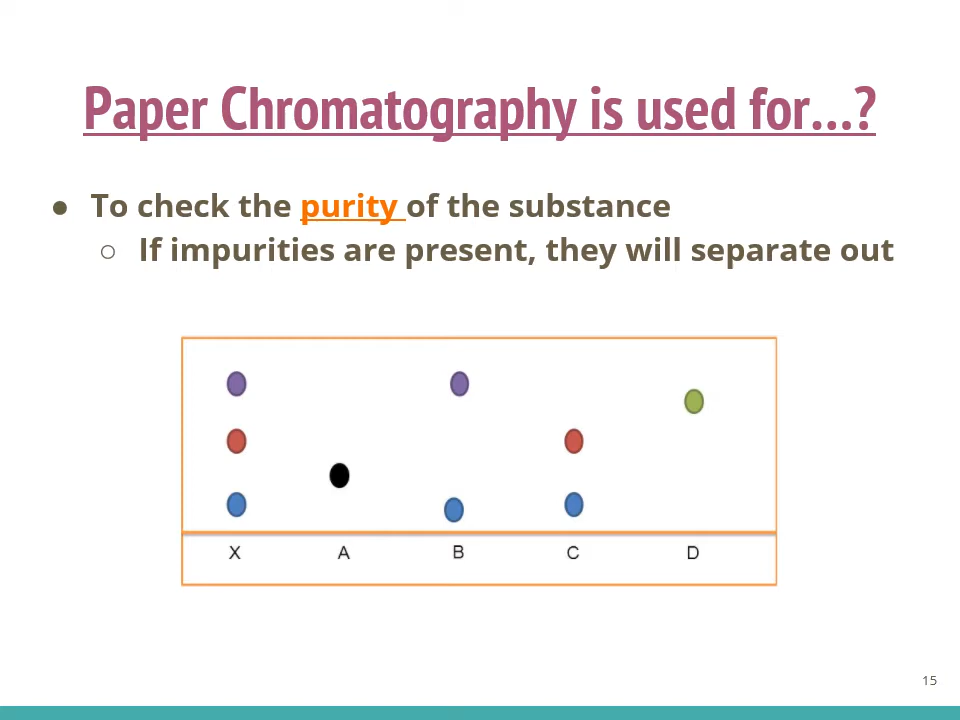 Paper Chromatography is used for...?
● To check the purity of the substance
○ If impurities are present, they will separate out
X A B C D
15